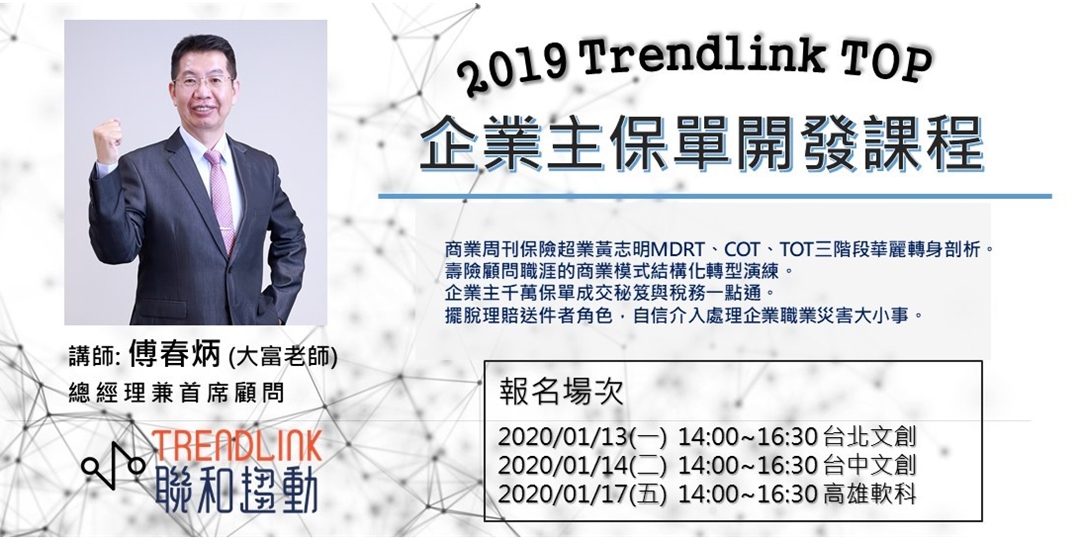 2019 Trendlink TOP
企業主保單開發課程
商業周刊保險超業黃志明MDRT、COT、TOT三階段華麗轉身剖析。
壽險顧問職涯的商業模式結構化轉型演練。
企業主千萬保單成交秘笈與稅務一點通。
擺脫理賠送件者角色，自信介入處理企業職業災害大小事。
講師: 傅春炳 (大富老師)
總經理兼首席顧問
TRENDLINK
聯和趨動
報名場次
2020/01/13(一) 14:00~16:30 台北文創
2020/01/14(二) 14:00~16:30 台中文創
2020/01/17(五) 14:00~16:30 高雄軟科